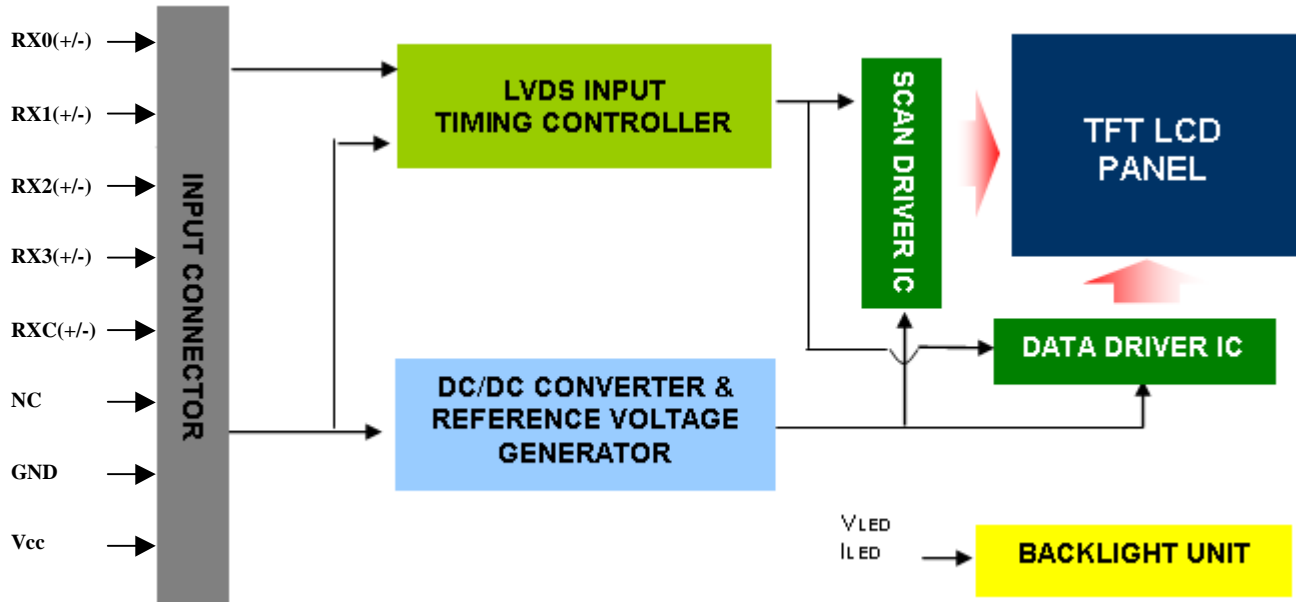 RX0(+/-)
RX1(+/-)
RX2(+/-)
RX3(+/-)
RXC(+/-)
NC
GND
Vcc
INPUT CONNECTOR
LVDS INPUT
TIMING CONTROLLER
DC/DC CONVERTER &
REFERENCE VOLTAGE
GENERATOR
SCAN DRIVER IC
TFT LCD
PANEL
DATA DRIVER IC
VLED
ILED
BACKLIGHT UNIT